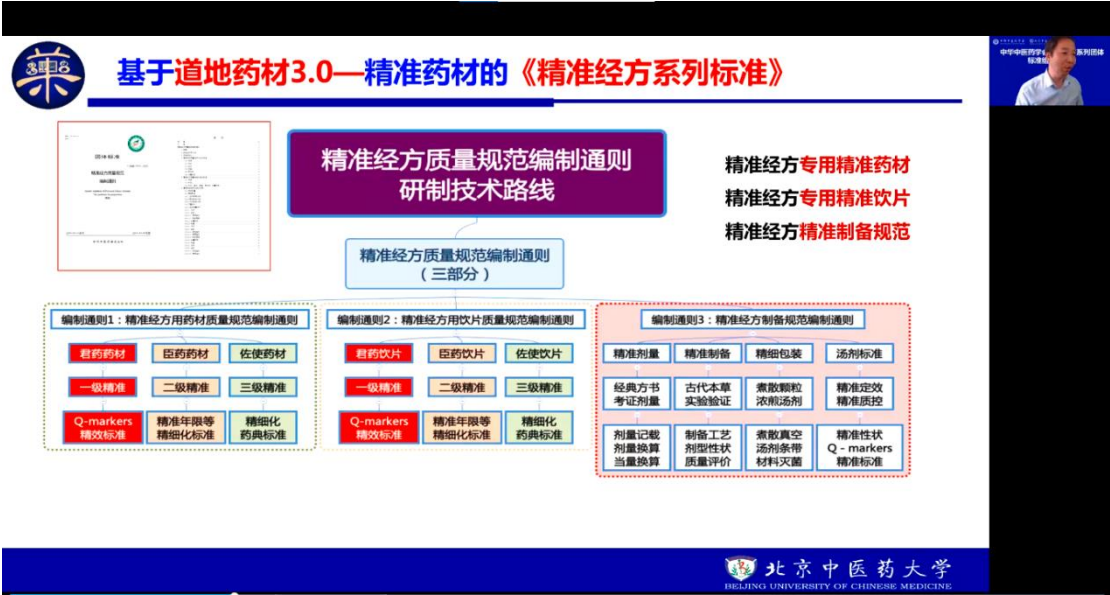 基于道地药材3.0—精准药材的《精准经方系列标准》
精准经方质量规范编制通则
研制技术路线
精准经方专用精准药材
精准经方专用精准饮片
精准经方精准制备规范
精准经方质量规范编制通则
（三部分）
编制通则1：精准经方用药材质量规范编制通则
君药药材
臣药药材
佐使药材
一级精准
二级精准
三级精准
Q-markers
精效标准
精准年限等
精细化标准
精细化
药典标准
编制通则2：精准经方用饮片质量规范编制通则
君药饮片
臣药饮片
佐使饮片
一级精准
二级精准
三级精准
Q-markers
精效标准
精准年限等
精细化标准
精细化
药典标准
编制通则3：精准经方制备规范编制通则
精准剂量
精准制备
精细包装
汤剂标准
经典方书
考证剂量
古代本草
实验验证
煮散颗粒
浓煎汤剂
精准定效
精准质控
剂量记载
剂量换算
当量换算
制备工艺
剂型性状
质量评价
煮散真空
汤剂条带
材料灭菌
精准性状
Q - markers
精准标准
北京中医药大学
BEIJING UNIVERSITY OF CHINESE MEDICINE